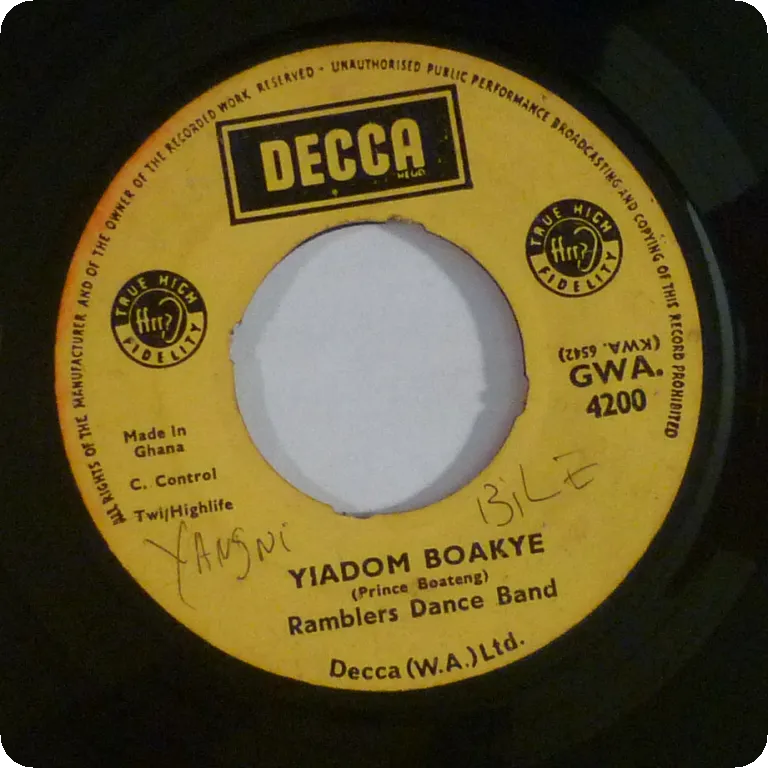 ALL RIGHTS OF THE MANUFACTURER AND OF THE OWNER OF THE RECORDED WORK RESERVED - UNAUTHORISED PUBLIC PERFORMANCE BROADCASTING AND COPYING OF THIS RECORD PROHIBITED
DECCA
TRUE HIGH
ffrr
FIDELITY
TRUE HIGH
ffrr
FIDELITY
(KWA. 6542)
GWA.
4200
Made in
Ghana
C. Control
Twi/Highlife
YANGNI BILE
YIADOM BOAKYE
(Prince Boateng)
Ramblers Dance Band
Decca (W.A.) Ltd.